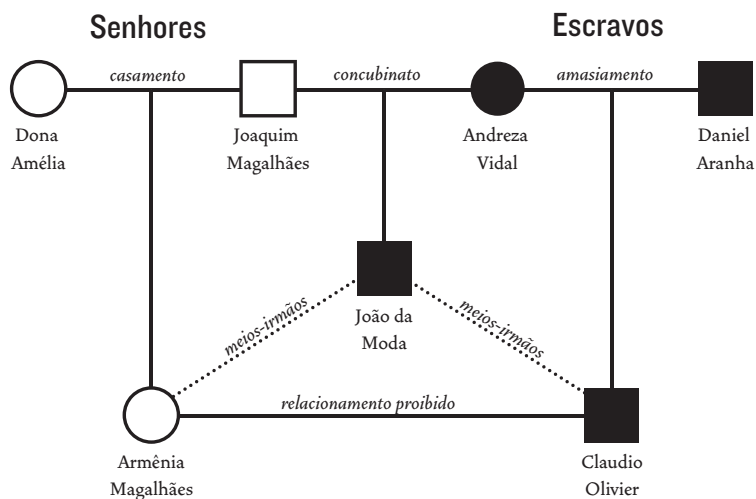 Senhores
Escravos
casamento
concubinato
amasiamento
Dona
Amélia
Joaquim
Magalhães
Andreza
Vidal
Daniel
Aranha
meios-irmãos
meios-irmãos
João da
Moda
relacionamento proibido
Armênia
Magalhães
Claudio
Olivier